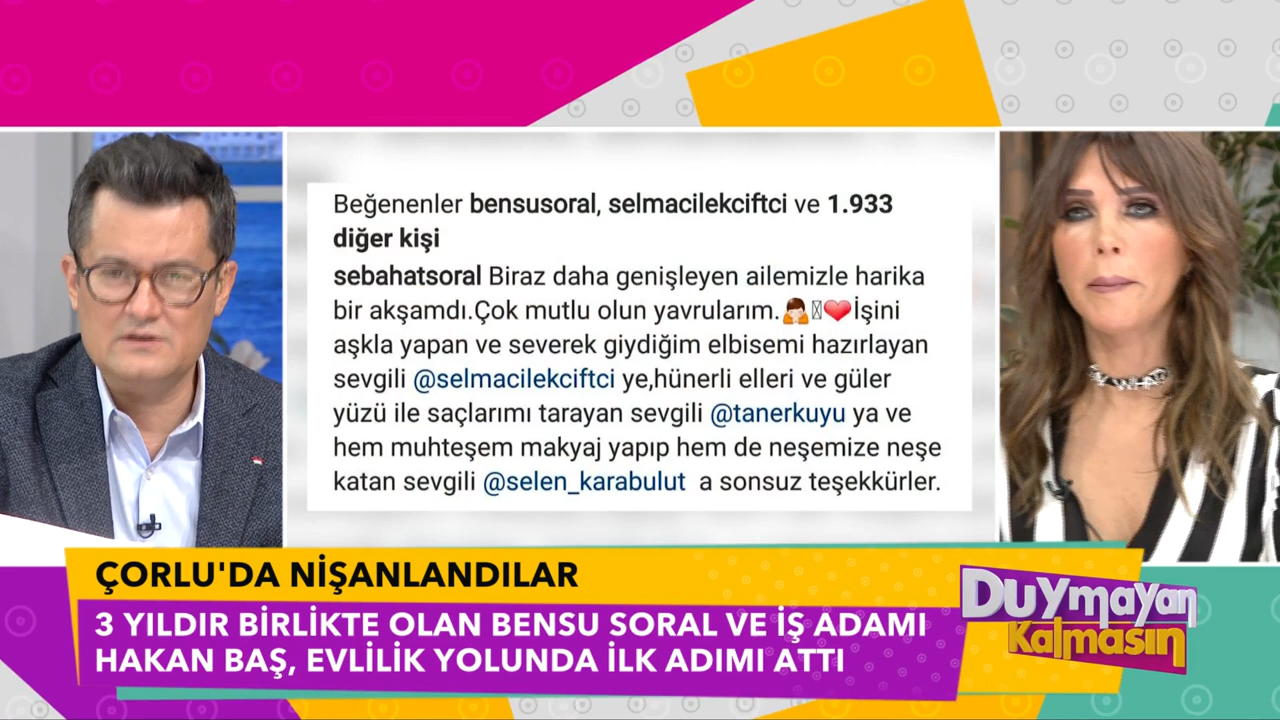 Beğenenler bensusoral, selmacilekciftci ve 1.933
diğer kişi
sebahatsoral Biraz daha genişleyen ailemizle harika
bir akşamdı.Çok mutlu olun yavrularım.🙏❤️İşini
aşkla yapan ve severek giydiğim elbisemi hazırlayan
sevgili @selmacilekciftci ye,hünerli elleri ve güler
yüzü ile saçlarımı tarayan sevgili @tanerkuyu ya ve
hem muhteşem makyaj yapıp hem de neşemize neşe
katan sevgili @selen_karabulut a sonsuz teşekkürler.
ÇORLU'DA NİŞANLANDILAR
3 YILDIR BİRLİKTE OLAN BENSU SORAL VE İŞ ADAMI
HAKAN BAŞ, EVLİLİK YOLUNDA İLK ADIMI ATTI
Duymayan
Kalmasın